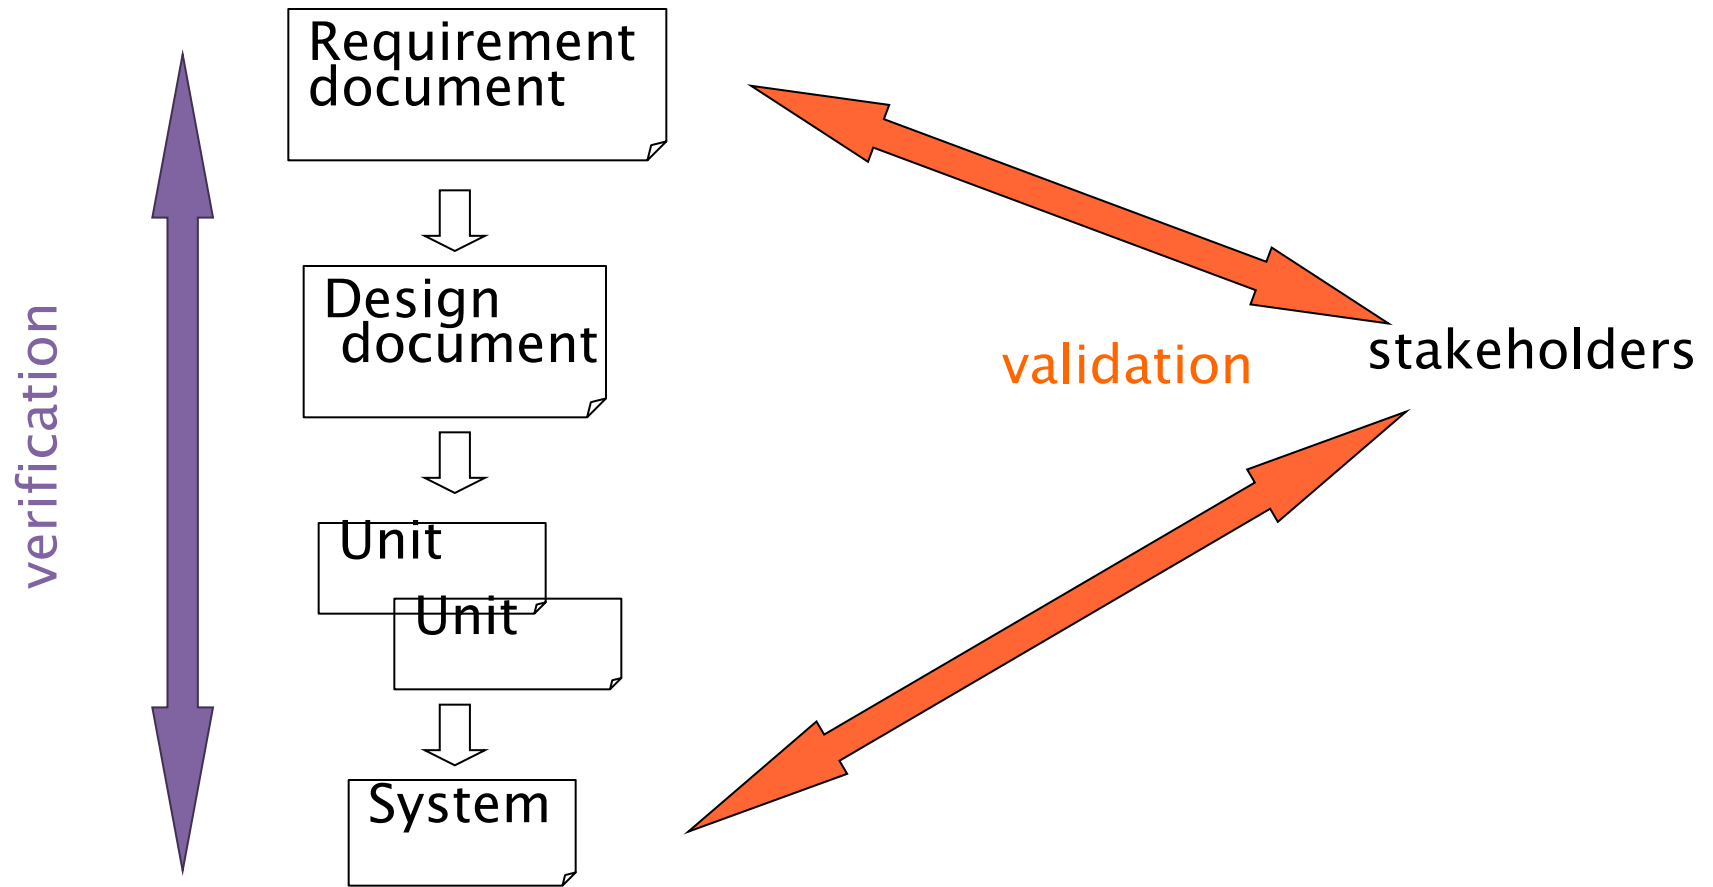 Requirement
document
Design
document
Unit
Unit
System
verification
validation
stakeholders